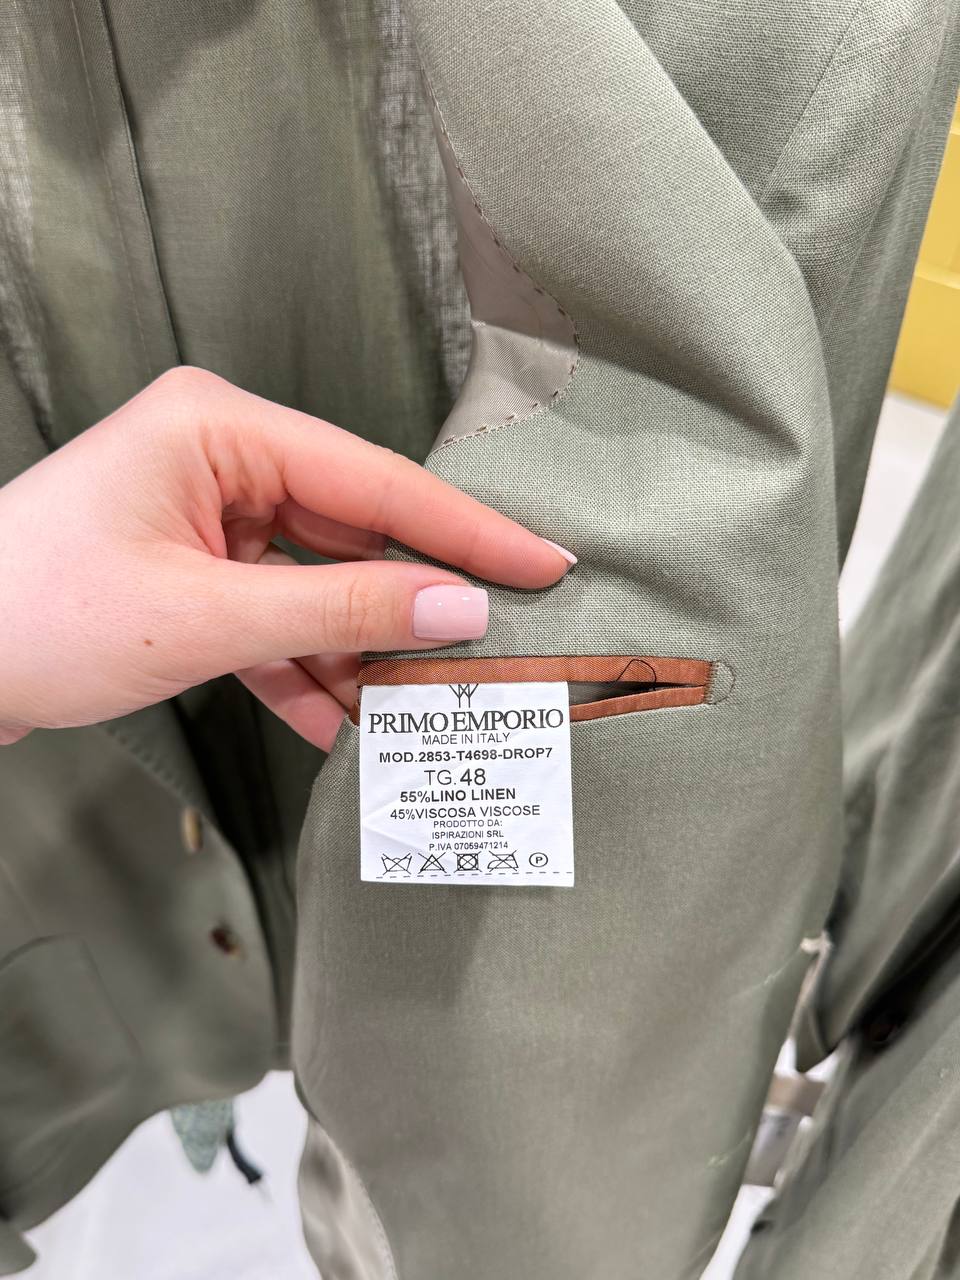 PRIMO EMPORIO
MADE IN ITALY
MOD.2853-T4698-DROP7
TG.48
55%LINO LINEN
45%VISCOSA VISCOSE
PRODOTTO DA:
ISPIRAZIONI SRL
P.IVA 07059471214
P